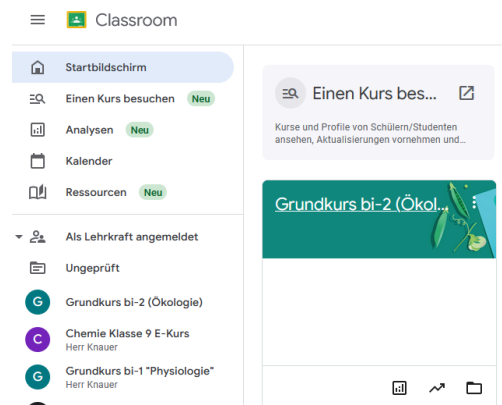 Classroom
Startbildschirm
Einen Kurs besuchen Neu
Analysen Neu
Kalender
Ressourcen Neu
Als Lehrkraft angemeldet
Ungeprüft
G Grundkurs bi-2 (Ökologie)
C Chemie Klasse 9 E-Kurs
Herr Knauer
G Grundkurs bi-1 "Physiologie"
Herr Knauer
Einen Kurs bes...
Kurse und Profile von Schülern/Studenten
ansehen, Aktualisierungen vornehmen und...
Grundkurs bi-2 (Ökol...